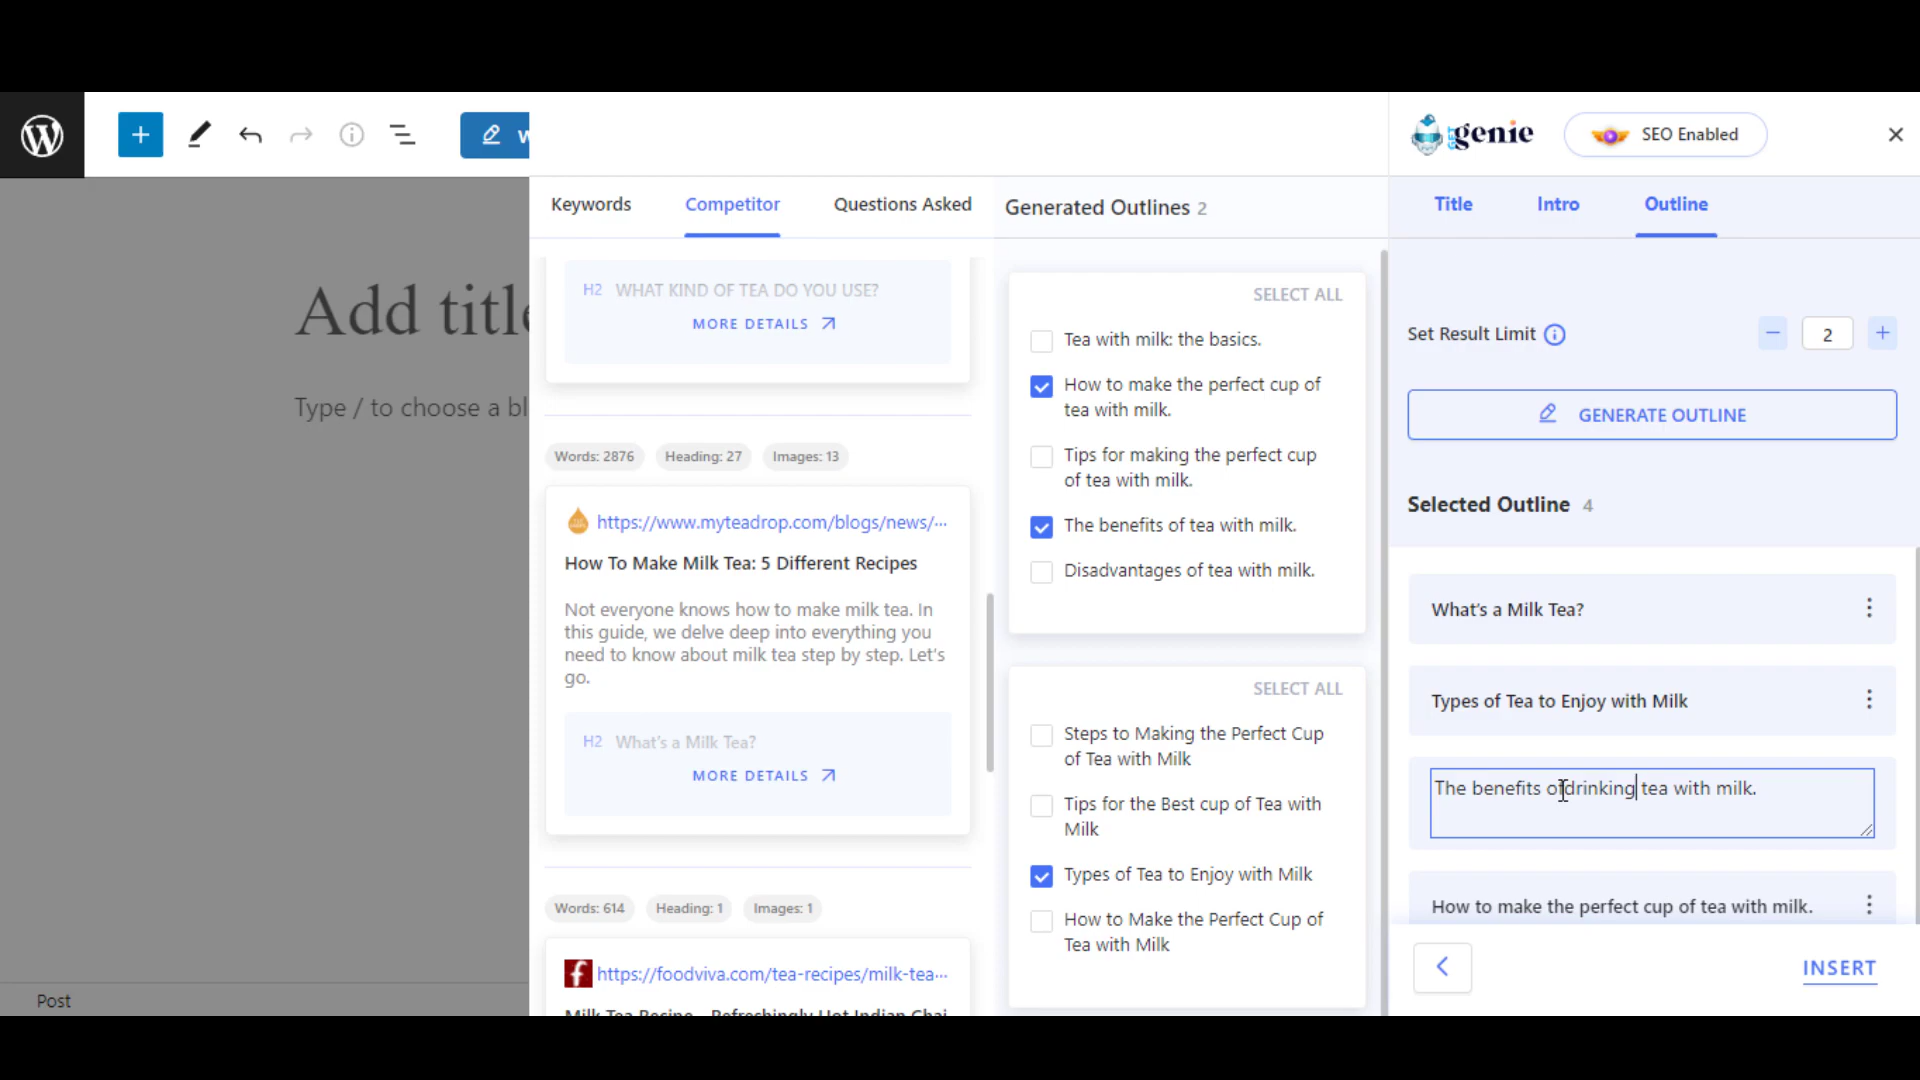 W
GET genie
SEO Enabled
Keywords
Competitor
Questions Asked
Generated Outlines 2
Title
Intro
Outline
Add title
Type / to choose a bl
Post
H2 WHAT KIND OF TEA DO YOU USE?
MORE DETAILS
Words: 2876
Heading: 27
Images: 13
https://www.myteadrop.com/blogs/news/···
How To Make Milk Tea: 5 Different Recipes
Not everyone knows how to make milk tea. In
this guide, we delve deep into everything you
need to know about milk tea step by step. Let's
go.
H2 What's a Milk Tea?
MORE DETAILS
Words: 614
Heading: 1
Images: 1
https://foodviva.com/tea-recipes/milk-tea···
Milk Tea Recipe - Refreshingly Hot Indian Chai
SELECT ALL
Tea with milk: the basics.
How to make the perfect cup of
tea with milk.
Tips for making the perfect cup
of tea with milk.
The benefits of tea with milk.
Disadvantages of tea with milk.
SELECT ALL
Steps to Making the Perfect Cup
of Tea with Milk
Tips for the Best cup of Tea with
Milk
Types of Tea to Enjoy with Milk
How to Make the Perfect Cup of
Tea with Milk
Set Result Limit
2
GENERATE OUTLINE
Selected Outline 4
What's a Milk Tea?
Types of Tea to Enjoy with Milk
The benefits of drinking tea with milk.
How to make the perfect cup of tea with milk.
INSERT